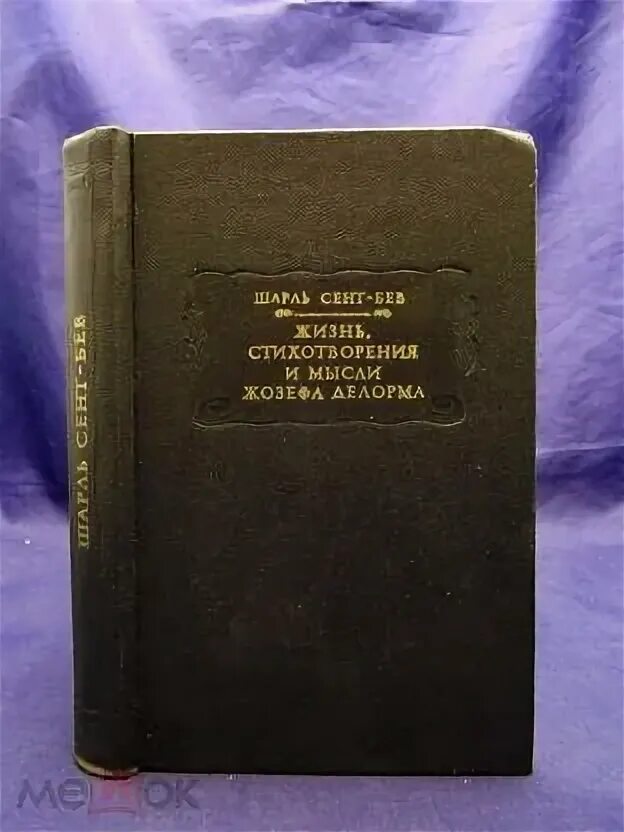 ШАРЛЬ СЕНТ-БЕВ
ЖИЗНЬ,
СТИХОТВОРЕНИЯ
И МЫСЛИ
ЖОЗЕФА ДЕЛОРМА
ШАРЛЬ СЕНТ-БЕВ